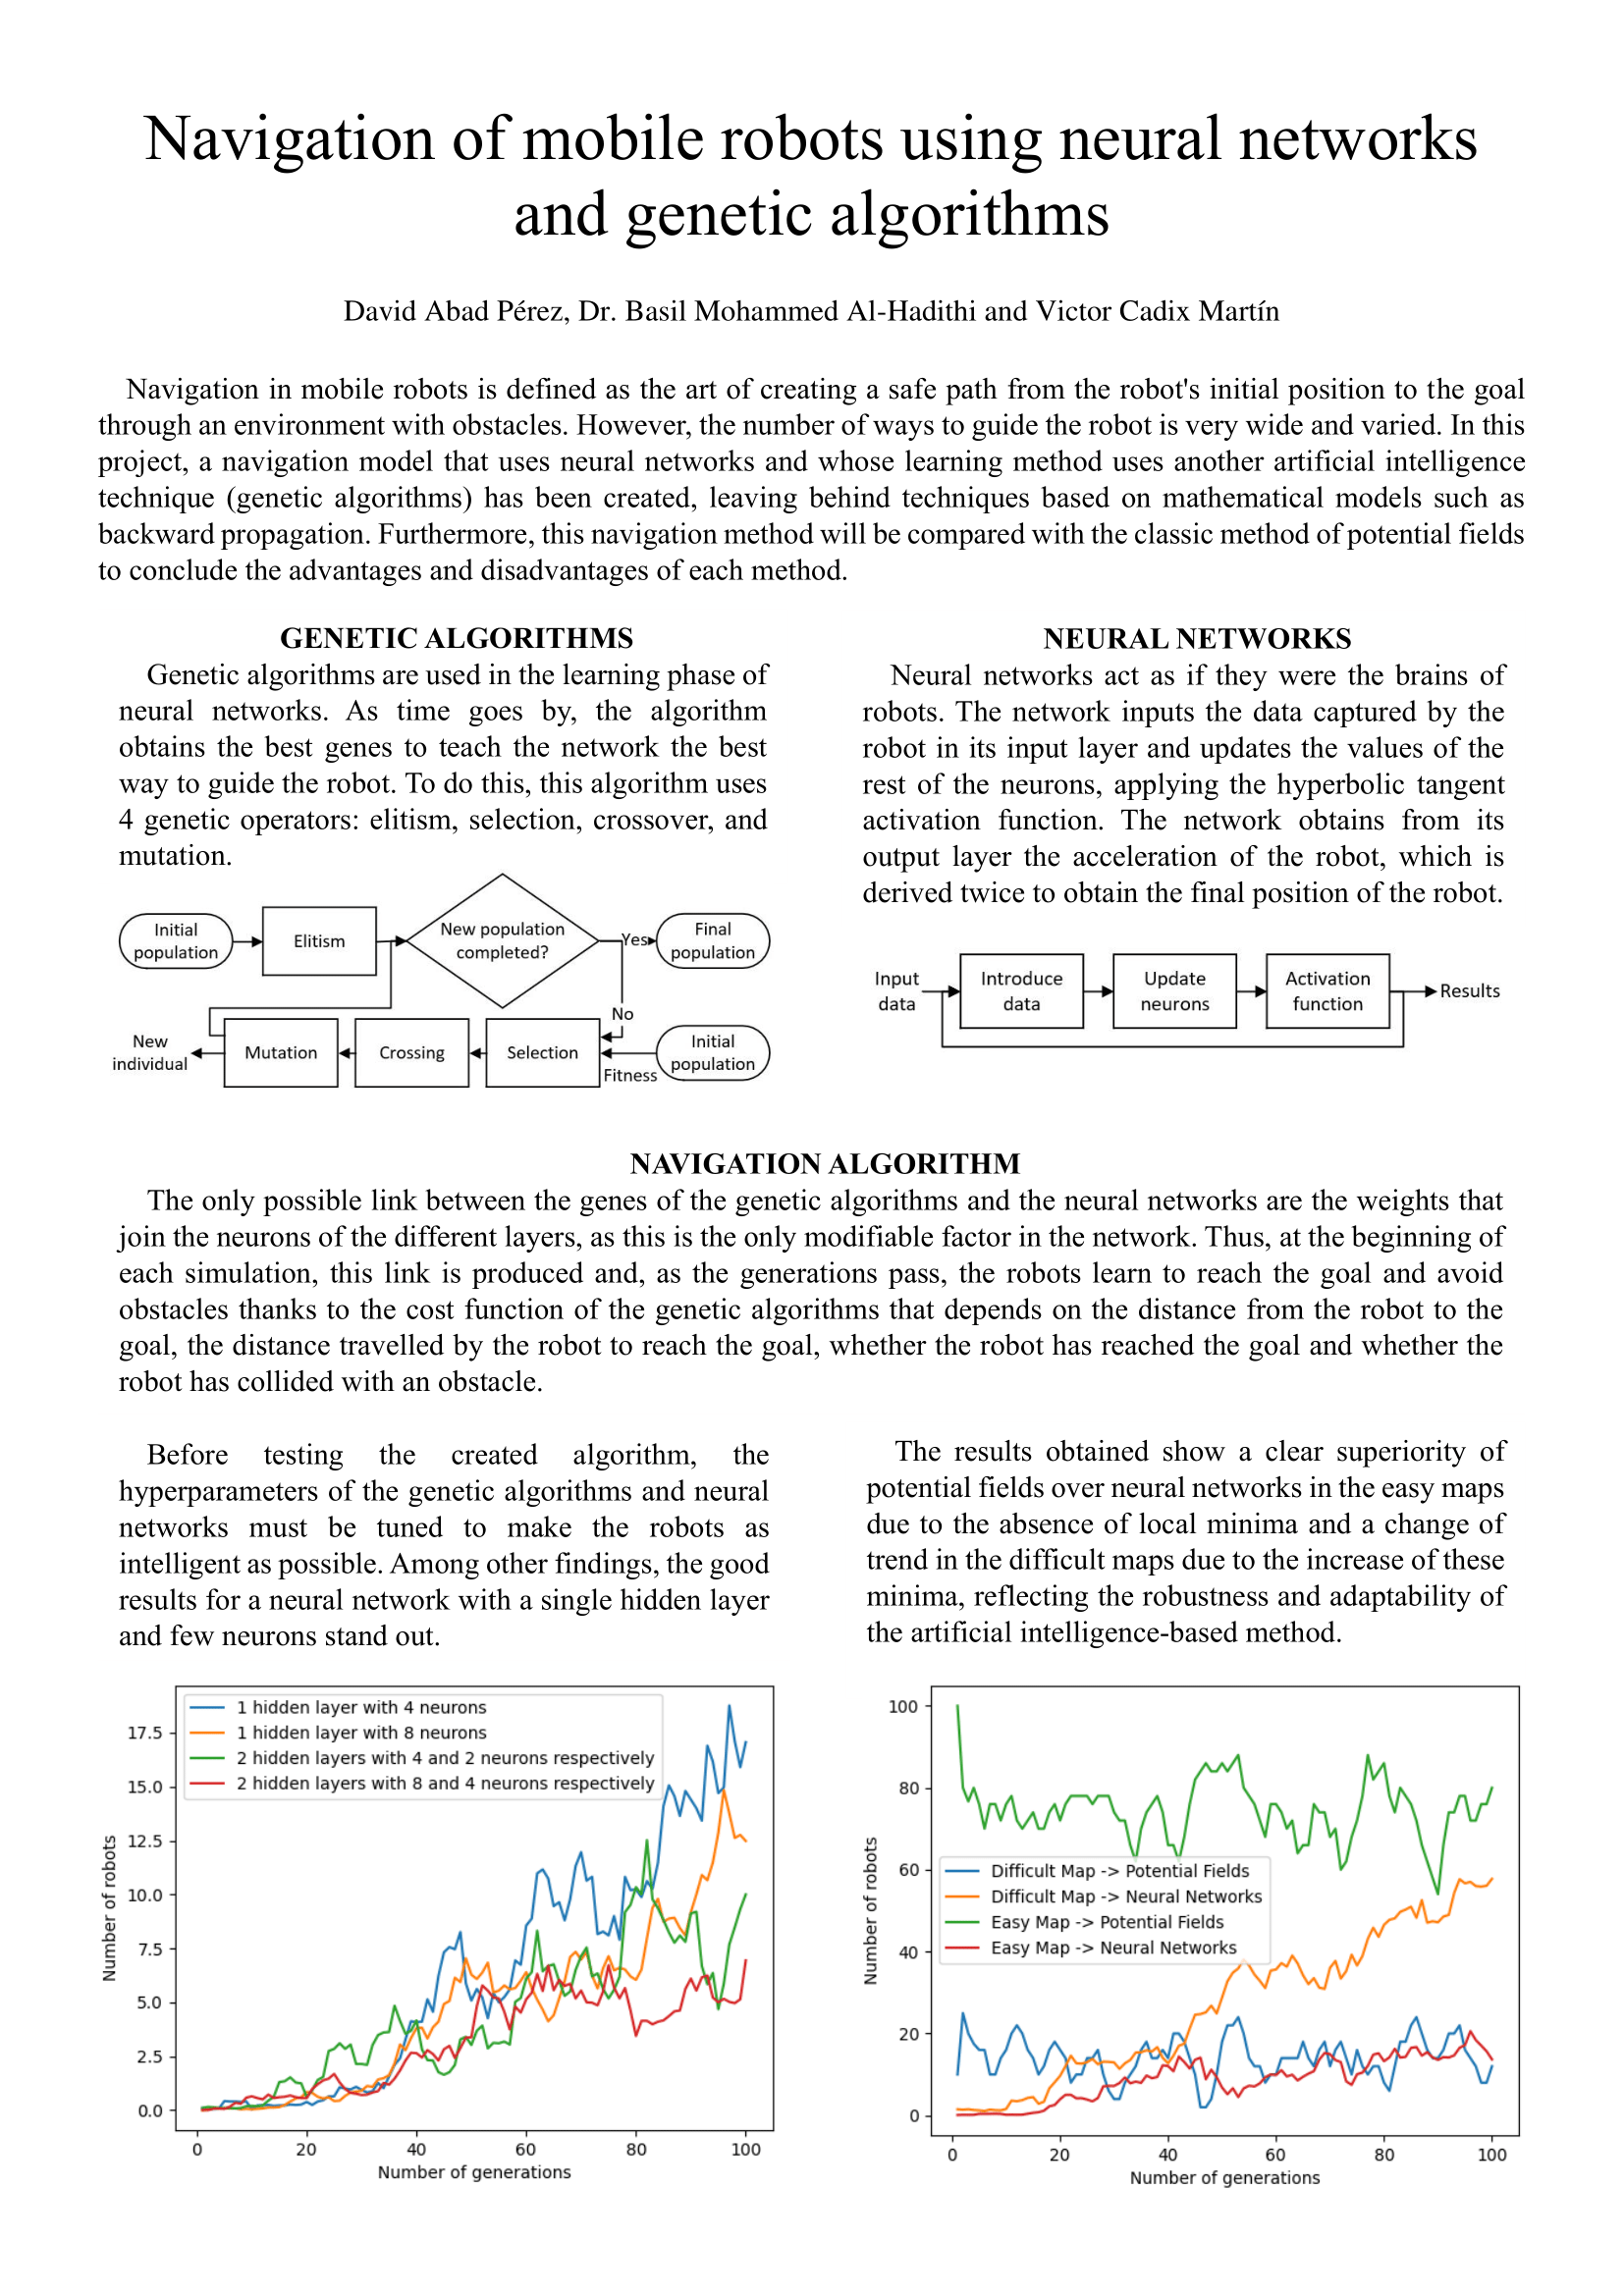 Navigation of mobile robots using neural networks
and genetic algorithms
David Abad Pérez, Dr. Basil Mohammed Al-Hadithi and Victor Cadix Martín
Navigation in mobile robots is defined as the art of creating a safe path from the robot's initial position to the goal
through an environment with obstacles. However, the number of ways to guide the robot is very wide and varied. In this
project, a navigation model that uses neural networks and whose learning method uses another artificial intelligence
technique (genetic algorithms) has been created, leaving behind techniques based on mathematical models such as
backward propagation. Furthermore, this navigation method will be compared with the classic method of potential fields
to conclude the advantages and disadvantages of each method.
GENETIC ALGORITHMS
Genetic algorithms are used in the learning phase of
neural networks. As time goes by, the algorithm
obtains the best genes to teach the network the best
way to guide the robot. To do this, this algorithm uses
4 genetic operators: elitism, selection, crossover, and
mutation.
Initial
population
Elitism
New population
completed?
Yes
Final
population
No
New
individual
Mutation
Crossing
Selection
Fitness
Initial
population
NEURAL NETWORKS
Neural networks act as if they were the brains of
robots. The network inputs the data captured by the
robot in its input layer and updates the values of the
rest of the neurons, applying the hyperbolic tangent
activation function. The network obtains from its
output layer the acceleration of the robot, which is
derived twice to obtain the final position of the robot.
Input
data
Introduce
data
Update
neurons
Activation
function
Results
NAVIGATION ALGORITHM
The only possible link between the genes of the genetic algorithms and the neural networks are the weights that
join the neurons of the different layers, as this is the only modifiable factor in the network. Thus, at the beginning of
each simulation, this link is produced and, as the generations pass, the robots learn to reach the goal and avoid
obstacles thanks to the cost function of the genetic algorithms that depends on the distance from the robot to the
goal, the distance travelled by the robot to reach the goal, whether the robot has reached the goal and whether the
robot has collided with an obstacle.
Before testing the created algorithm, the
hyperparameters of the genetic algorithms and neural
networks must be tuned to make the robots as
intelligent as possible. Among other findings, the good
results for a neural network with a single hidden layer
and few neurons stand out.
1 hidden layer with 4 neurons
1 hidden layer with 8 neurons
2 hidden layers with 4 and 2 neurons respectively
2 hidden layers with 8 and 4 neurons respectively
17.5
15.0
12.5
10.0
7.5
5.0
2.5
0.0
Number of robots
0 20 40 60 80 100
Number of generations
The results obtained show a clear superiority of
potential fields over neural networks in the easy maps
due to the absence of local minima and a change of
trend in the difficult maps due to the increase of these
minima, reflecting the robustness and adaptability of
the artificial intelligence-based method.
100
80
60
40
20
0
Number of robots
Difficult Map -> Potential Fields
Difficult Map -> Neural Networks
Easy Map -> Potential Fields
Easy Map -> Neural Networks
0 20 40 60 80 100
Number of generations